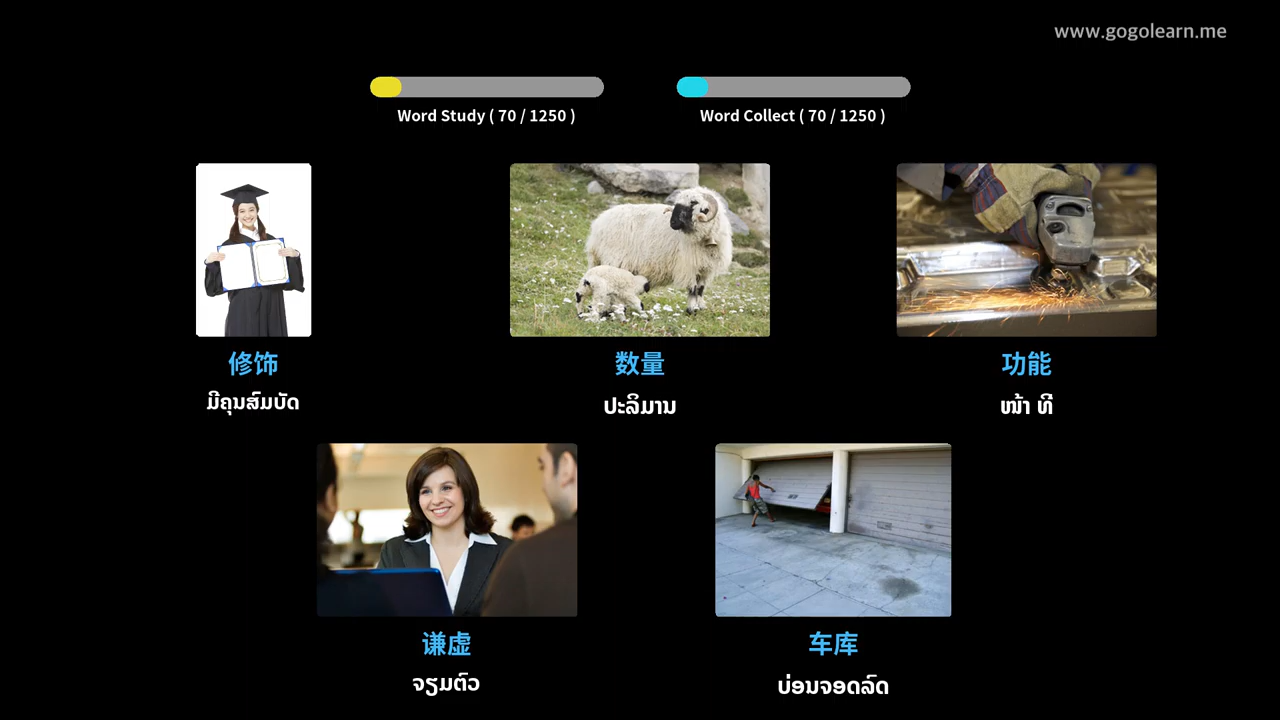 www.gogolearn.me
Word Study ( 70 / 1250 )
Word Collect ( 70 / 1250 )
修饰
数量
功能
ມີຄຸນສົມບັດ
ປະລິມານ
ໜ້າ ທີ
谦虚
车库
ຈຽມຕົວ
ບ່ອນຈອດລົດ